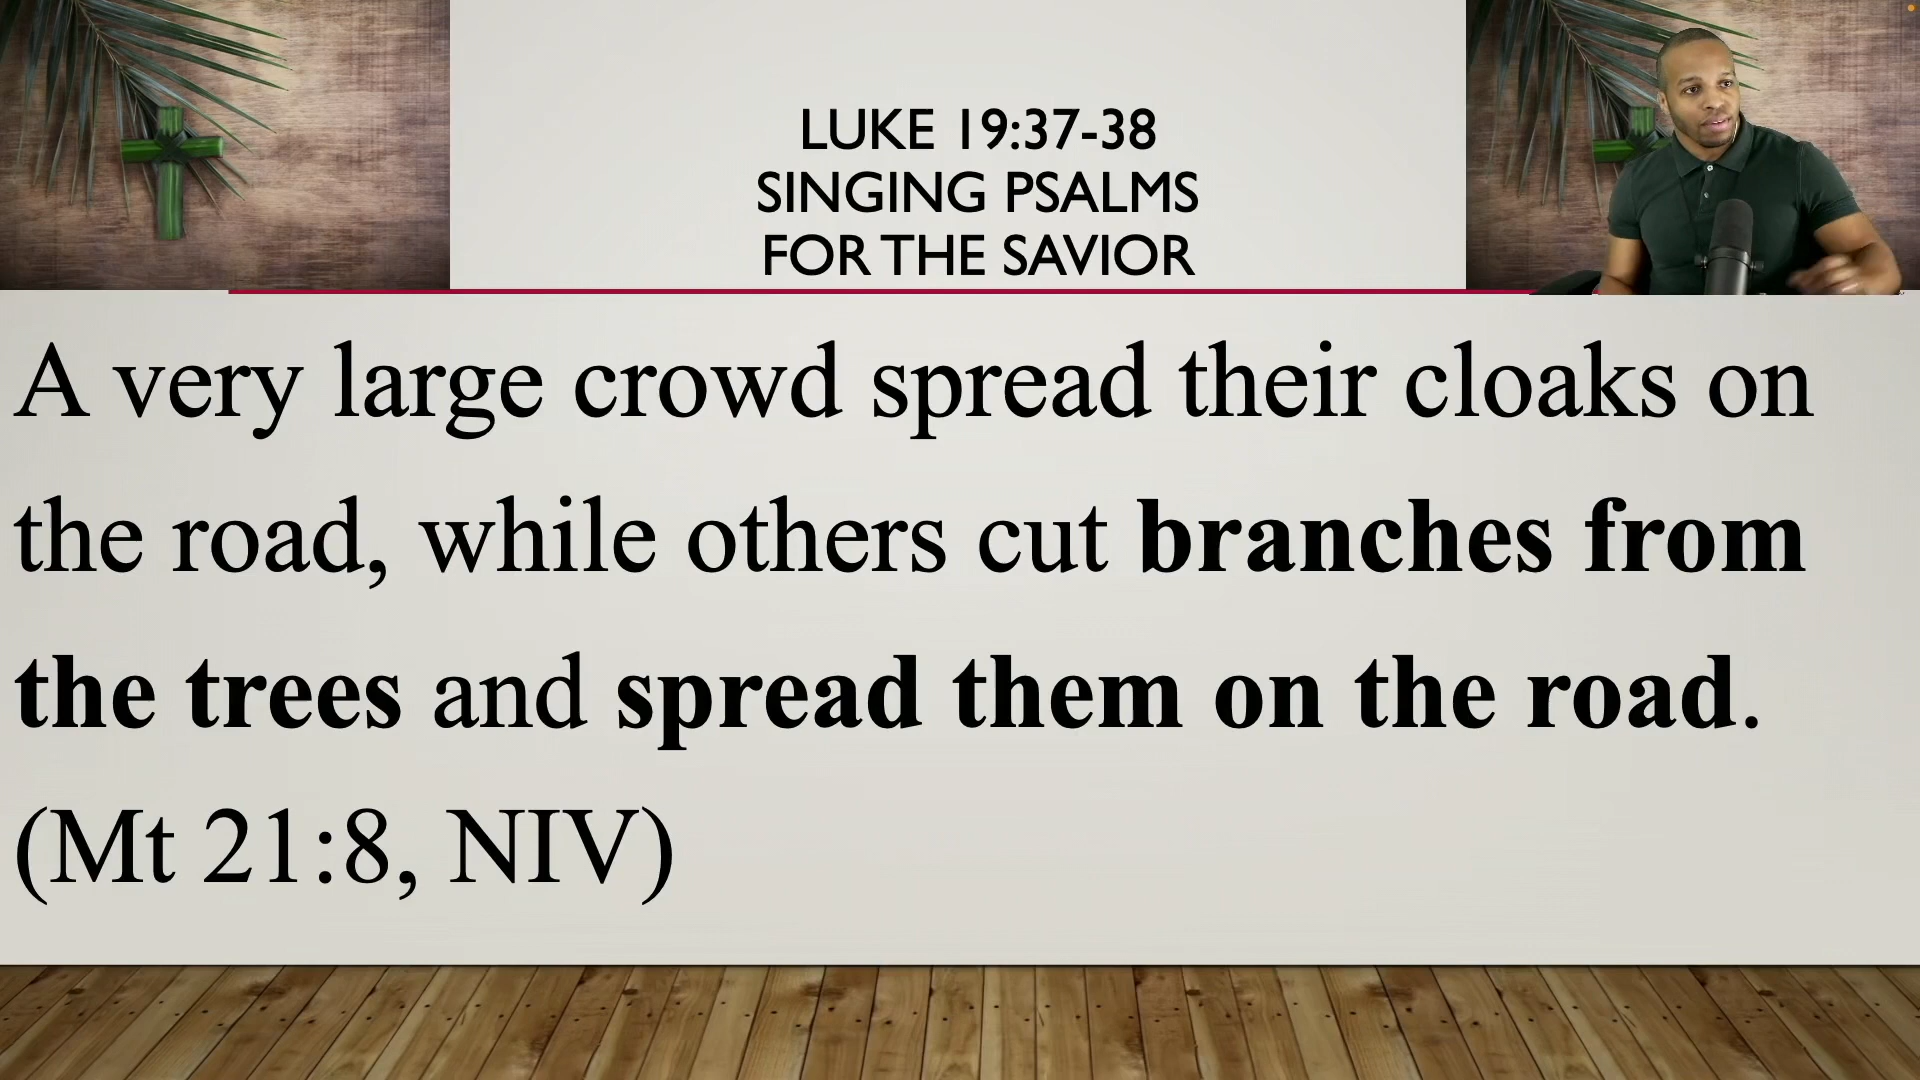 LUKE 19:37-38
SINGING PSALMS
FOR THE SAVIOR
A very large crowd spread their cloaks on
the road, while others cut branches from
the trees and spread them on the road.
(Mt 21:8, NIV)